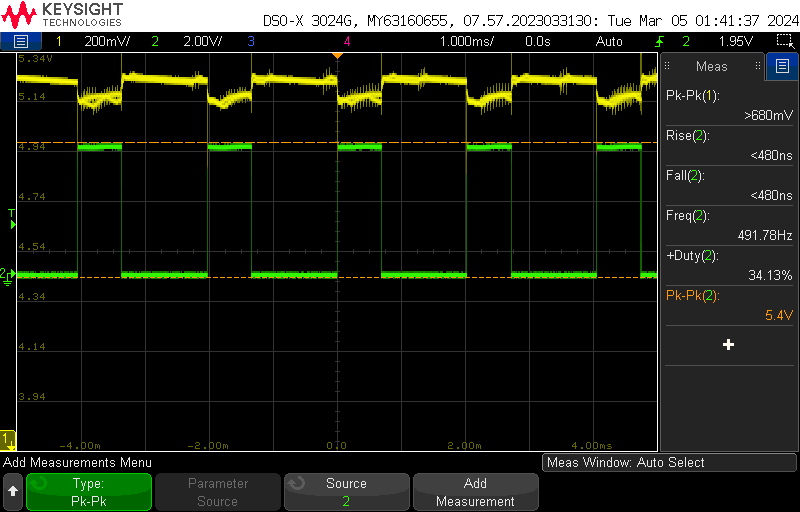 KEYSIGHT
TECHNOLOGIES
DSO-X 3024G, MY63160655, 07.57.2023033130: Tue Mar 05 01:41:37 2024
1 200mV/ 2 2.00V/ 3 4 1.000ms/ 0.0s Auto 2 1.95V
5.34V
5.14
4.94
4.74
4.54
4.34
4.14
3.94
T
2
1
-4.00m -2.00m 0.0 2.00m 4.00ms
Meas
Pk-Pk(1):
>680mV
Rise(2):
<480ns
Fall(2):
<480ns
Freq(2):
491.78Hz
+Duty(2):
34.13%
Pk-Pk(2):
5.4V
Add Measurements Menu
Meas Window: Auto Select
Type:
Pk-Pk
Parameter
Source
Source
2
Add
Measurement